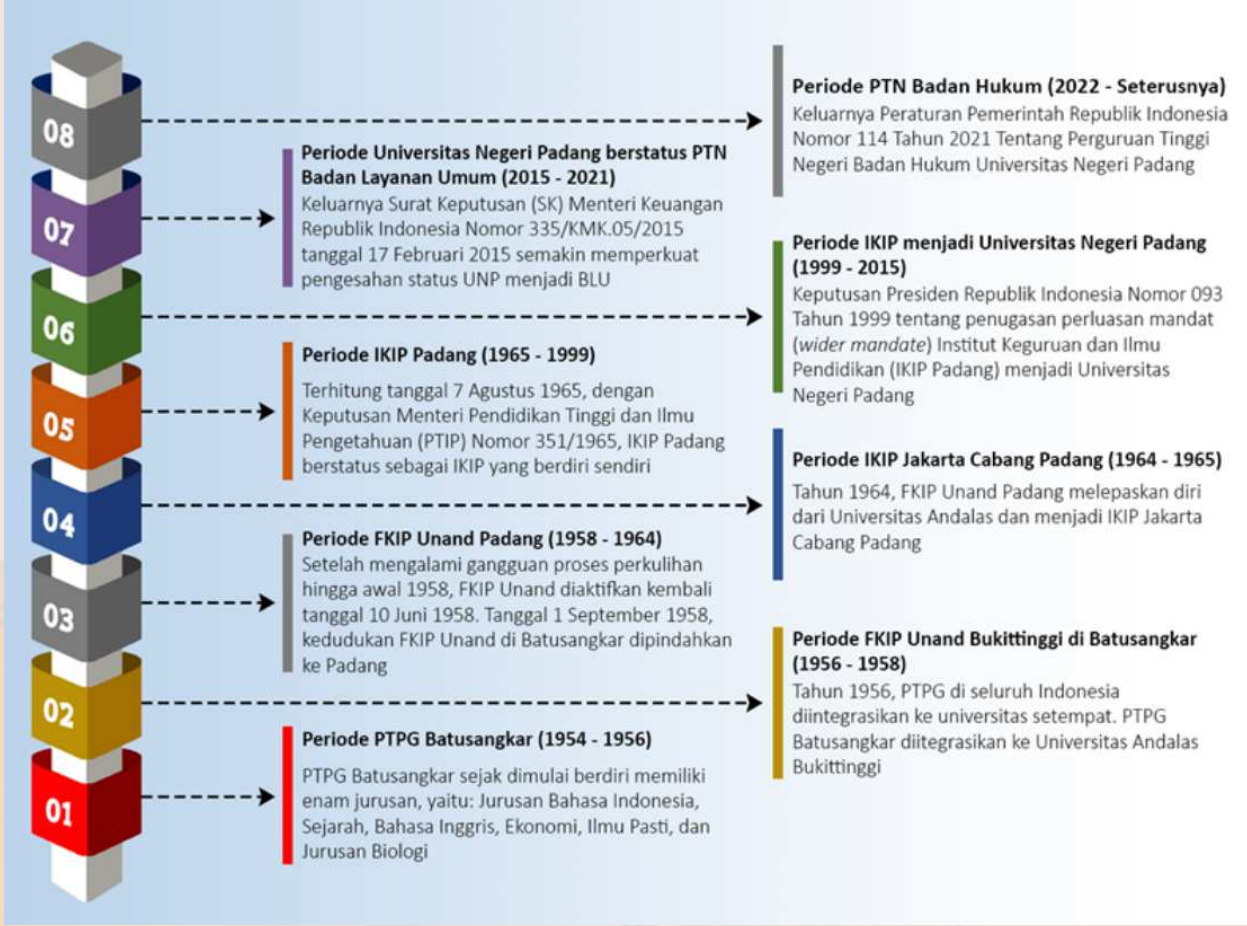 08
Periode PTN Badan Hukum (2022 - Seterusnya)
Keluarnya Peraturan Pemerintah Republik Indonesia
Nomor 114 Tahun 2021 Tentang Perguruan Tinggi
Negeri Badan Hukum Universitas Negeri Padang
07
Periode Universitas Negeri Padang berstatus PTN
Badan Layanan Umum (2015 - 2021)
Keluarnya Surat Keputusan (SK) Menteri Keuangan
Republik Indonesia Nomor 335/KMK.05/2015
tanggal 17 Februari 2015 semakin memperkuat
pengesahan status UNP menjadi BLU
06
Periode IKIP menjadi Universitas Negeri Padang
(1999 - 2015)
Keputusan Presiden Republik Indonesia Nomor 093
Tahun 1999 tentang penugasan perluasan mandat
(wider mandate) Institut Keguruan dan Ilmu
Pendidikan (IKIP Padang) menjadi Universitas
Negeri Padang
05
Periode IKIP Padang (1965 - 1999)
Terhitung tanggal 7 Agustus 1965, dengan
Keputusan Menteri Pendidikan Tinggi dan Ilmu
Pengetahuan (PTIP) Nomor 351/1965, IKIP Padang
berstatus sebagai IKIP yang berdiri sendiri
04
Periode IKIP Jakarta Cabang Padang (1964 - 1965)
Tahun 1964, FKIP Unand Padang melepaskan diri
dari Universitas Andalas dan menjadi IKIP Jakarta
Cabang Padang
03
Periode FKIP Unand Padang (1958 - 1964)
Setelah mengalami gangguan proses perkulihan
hingga awal 1958, FKIP Unand diaktifkan kembali
tanggal 10 Juni 1958. Tanggal 1 September 1958,
kedudukan FKIP Unand di Batusangkar dipindahkan
ke Padang
02
Periode FKIP Unand Bukittinggi di Batusangkar
(1956 - 1958)
Tahun 1956, PTPG di seluruh Indonesia
diintegrasikan ke universitas setempat. PTPG
Batusangkar diitegrasikan ke Universitas Andalas
Bukittinggi
01
Periode PTPG Batusangkar (1954 - 1956)
PTPG Batusangkar sejak dimulai berdiri memiliki
enam jurusan, yaitu: Jurusan Bahasa Indonesia,
Sejarah, Bahasa Inggris, Ekonomi, Ilmu Pasti, dan
Jurusan Biologi